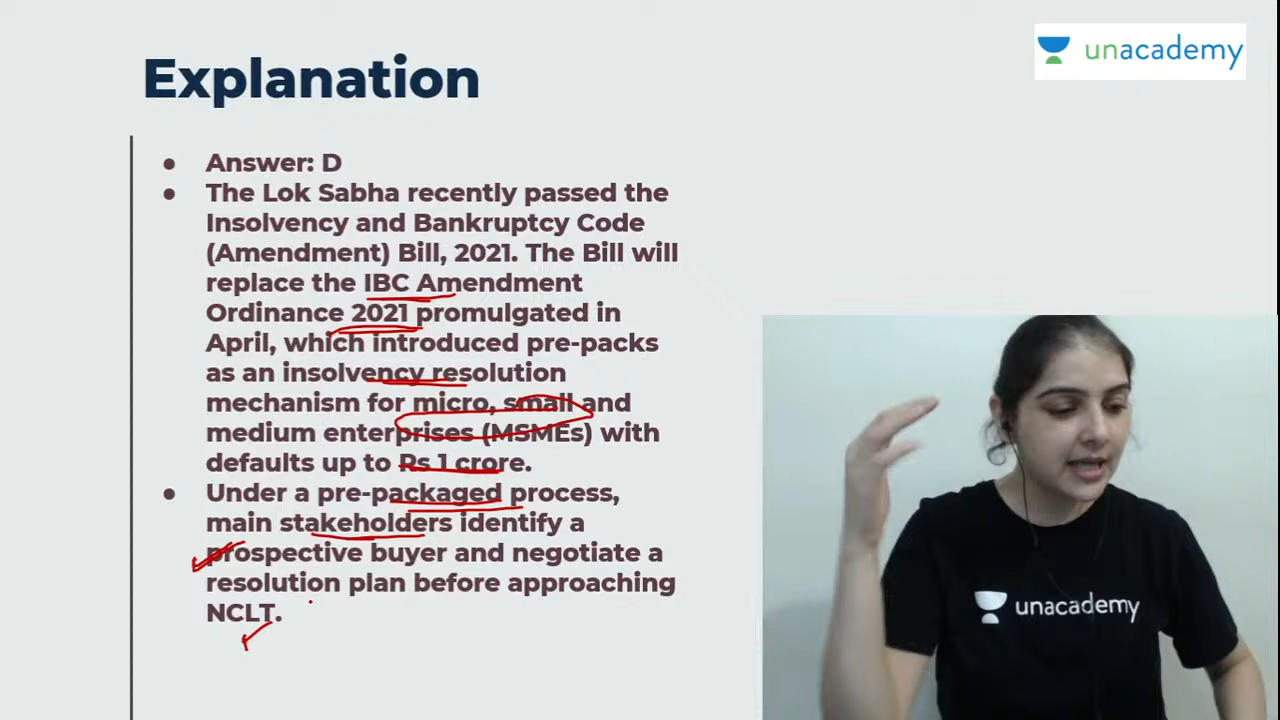 unacademy
Explanation
● Answer: D
● The Lok Sabha recently passed the
Insolvency and Bankruptcy Code
(Amendment) Bill, 2021. The Bill will
replace the IBC Amendment
Ordinance 2021 promulgated in
April, which introduced pre-packs
as an insolvency resolution
mechanism for micro, small and
medium enterprises (MSMEs) with
defaults up to Rs 1 crore.
● Under a pre-packaged process,
main stakeholders identify a
prospective buyer and negotiate a
resolution plan before approaching
NCLT.
unacademy